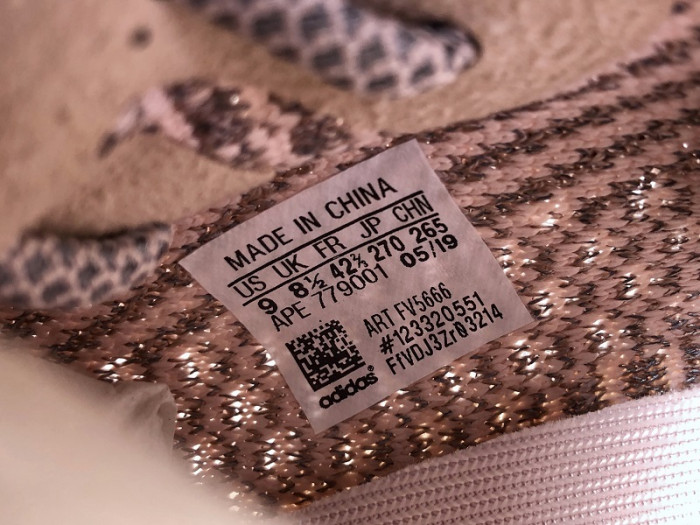 MADE IN CHINA
US UK FR JP CHN
9 8½ 42⅔ 270 265
APE 779001 05/19
ART FV5666
#123320551
FfVDJ3Zr03214
adidas®